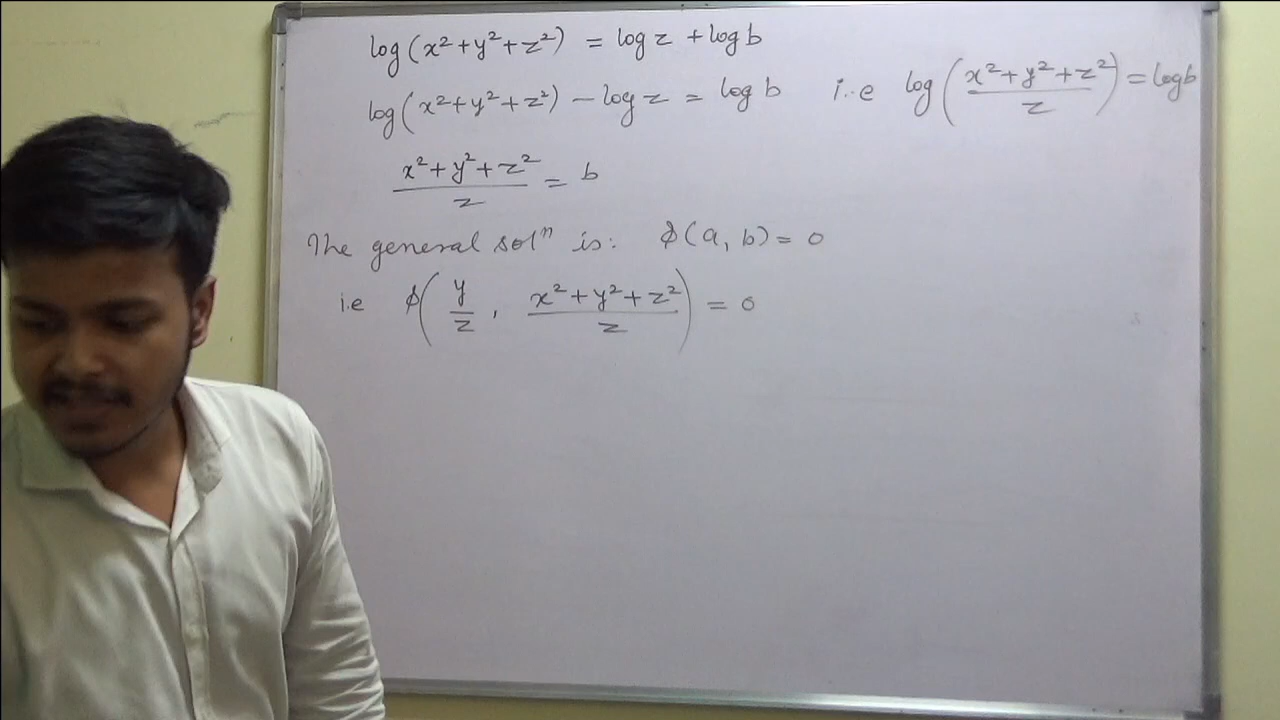 log(x²+y²+z²) = log z + log b
log(x²+y²+z²) − log z = log b i.e log((x²+y²+z²)/z) = log b
(x²+y²+z²)/z = b
The general solⁿ is: ϕ(a, b) = 0
i.e ϕ(y/z, (x²+y²+z²)/z) = 0